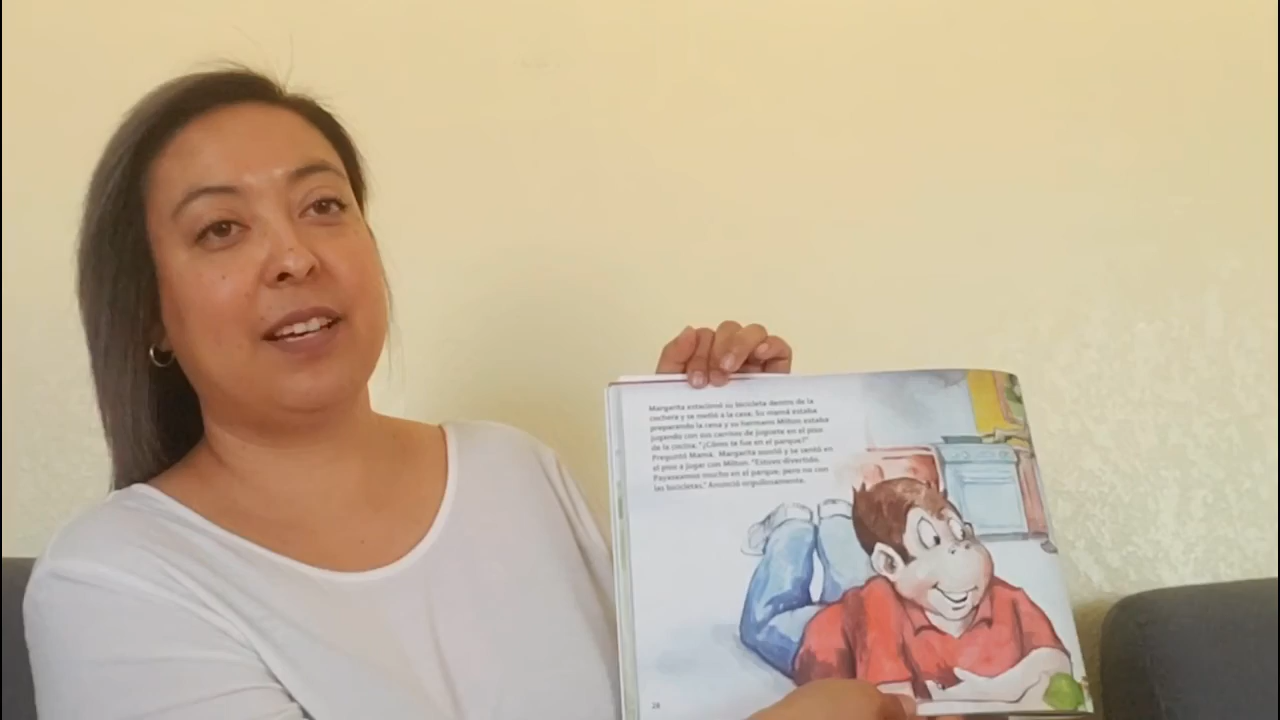 Margarita estacionó su bicicleta dentro de la
cochera y se metió a la casa. Su mamá estaba
preparando la cena y su hermano Milton estaba
jugando con sus carritos de juguete en el piso
de la cocina. "¿Cómo te fue en el parque?"
Preguntó Mamá. Margarita sonrió y se sentó en
el piso a jugar con Milton. "Estuvo divertido.
Payaseamos mucho en el parque; pero no con
las bicicletas." Anunció orgullosamente.
28